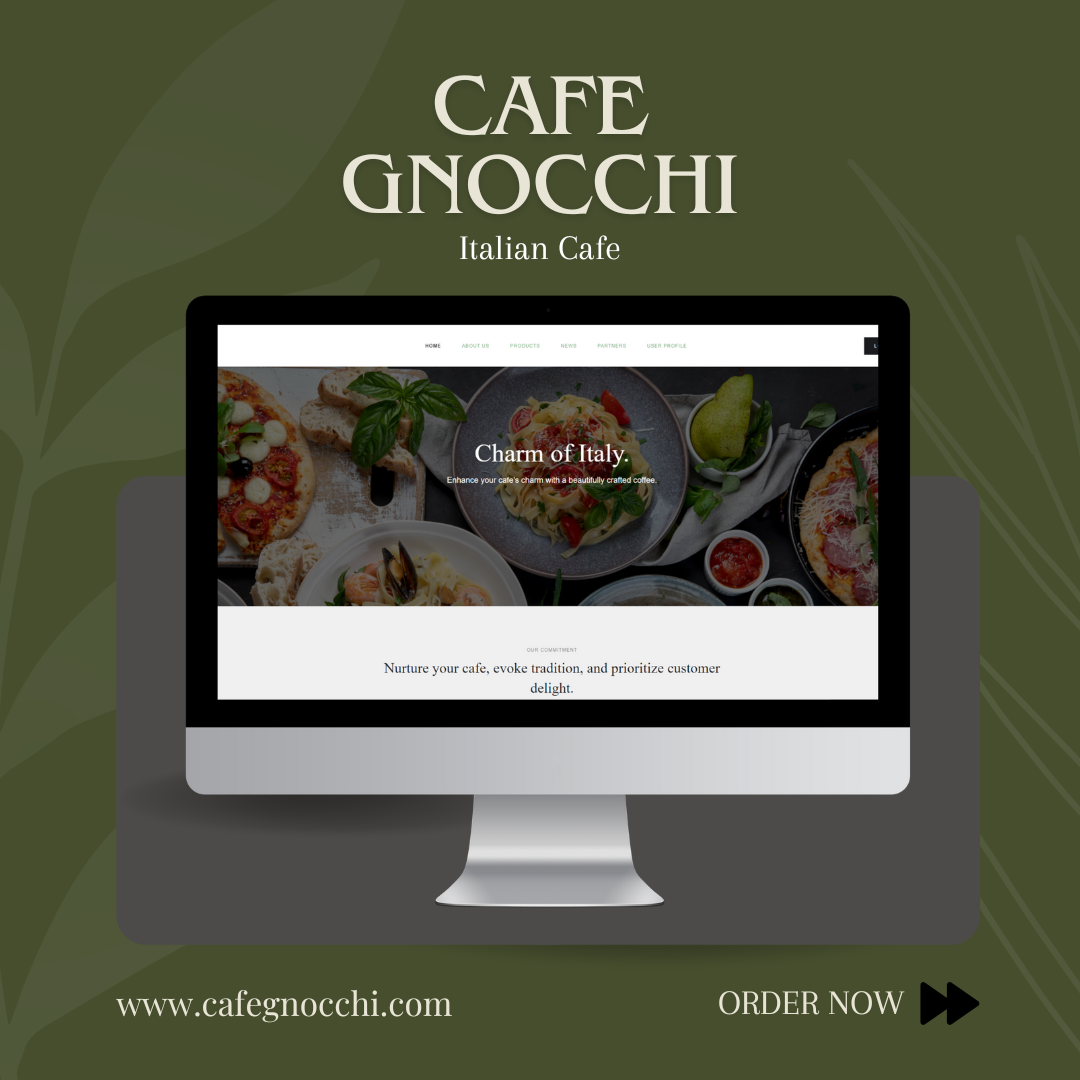 CAFE
GNOCCHI
Italian Cafe
HOME ABOUT US PRODUCTS NEWS PARTNERS USER PROFILE
Charm of Italy.
Enhance your cafe's charm with a beautifully crafted coffee.
OUR COMMITMENT
Nurture your cafe, evoke tradition, and prioritize customer
delight.
www.cafegnocchi.com ORDER NOW